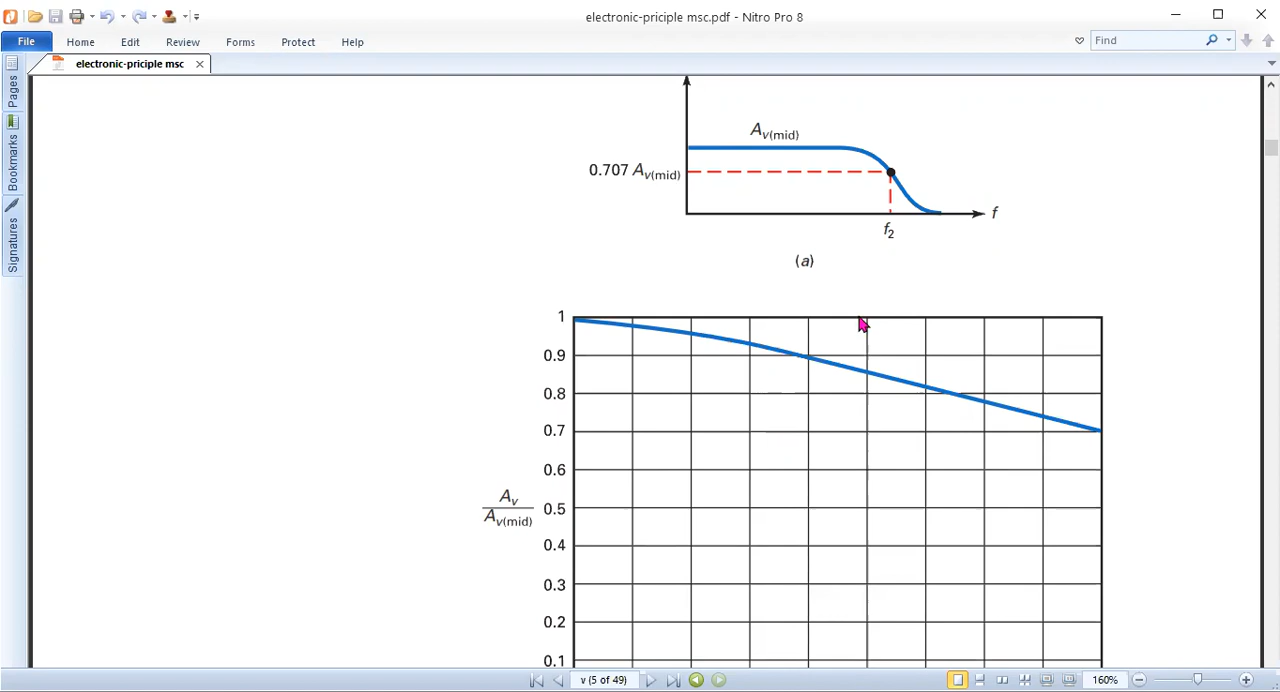 electronic-priciple msc.pdf - Nitro Pro 8
File Home Edit Review Forms Protect Help
Find
electronic-priciple msc
Pages
Bookmarks
Signatures
Av(mid)
0.707 Av(mid)
f
f2
(a)
1
0.9
0.8
0.7
0.6
Av
Av(mid)
0.5
0.4
0.3
0.2
0.1
v (5 of 49)
160%